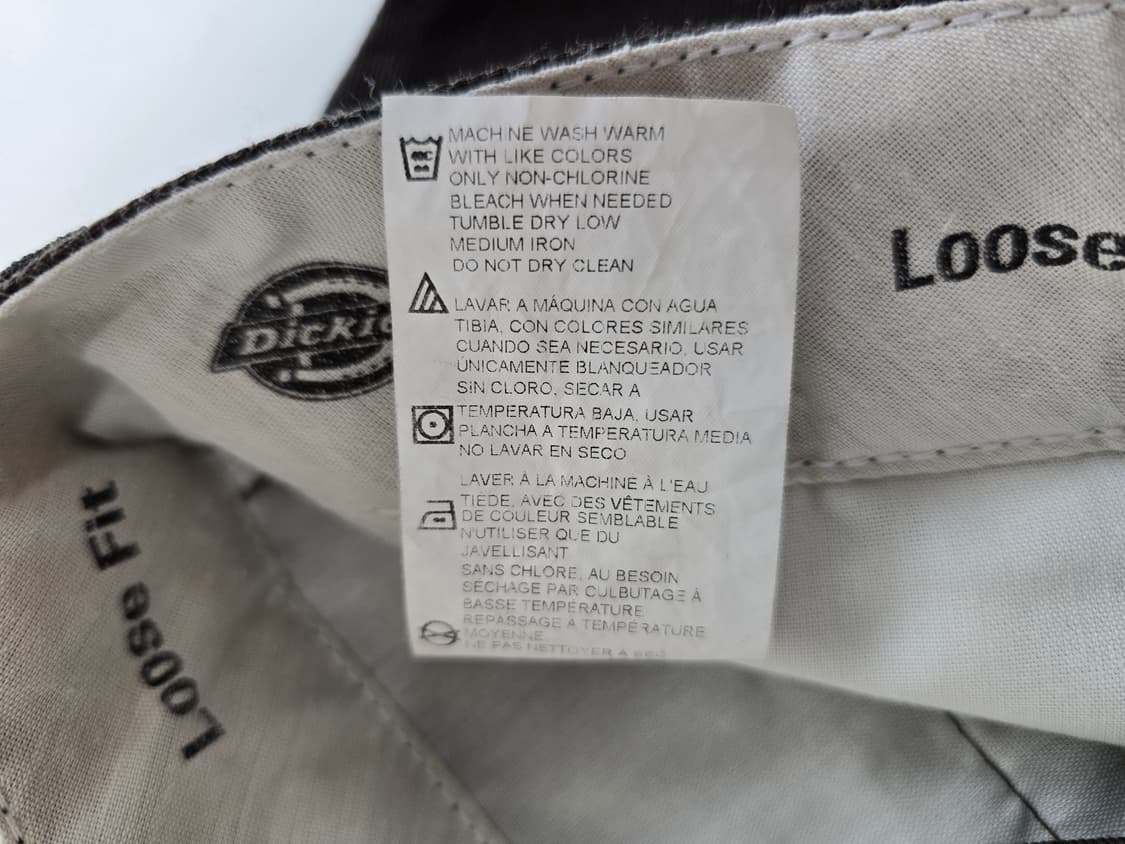 MACHINE WASH WARM
WITH LIKE COLORS
ONLY NON-CHLORINE
BLEACH WHEN NEEDED
TUMBLE DRY LOW
MEDIUM IRON
DO NOT DRY CLEAN
LAVAR A MÁQUINA CON AGUA
TIBIA, CON COLORES SIMILARES
CUANDO SEA NECESARIO, USAR
ÚNICAMENTE BLANQUEADOR
SIN CLORO, SECAR A
TEMPERATURA BAJA, USAR
PLANCHA A TEMPERATURA MEDIA
NO LAVAR EN SECO
LAVER À LA MACHINE À L'EAU
TIÈDE, AVEC DES VÊTEMENTS
DE COULEUR SEMBLABLE
N'UTILISER QUE DU
JAVELLISANT
SANS CHLORE, AU BESOIN
SÉCHAGE PAR CULBUTAGE À
BASSE TEMPÉRATURE
REPASSAGE À TEMPÉRATURE
MOYENNE
NE PAS NETTOYER À
Dickie
Loose
Loose Fit